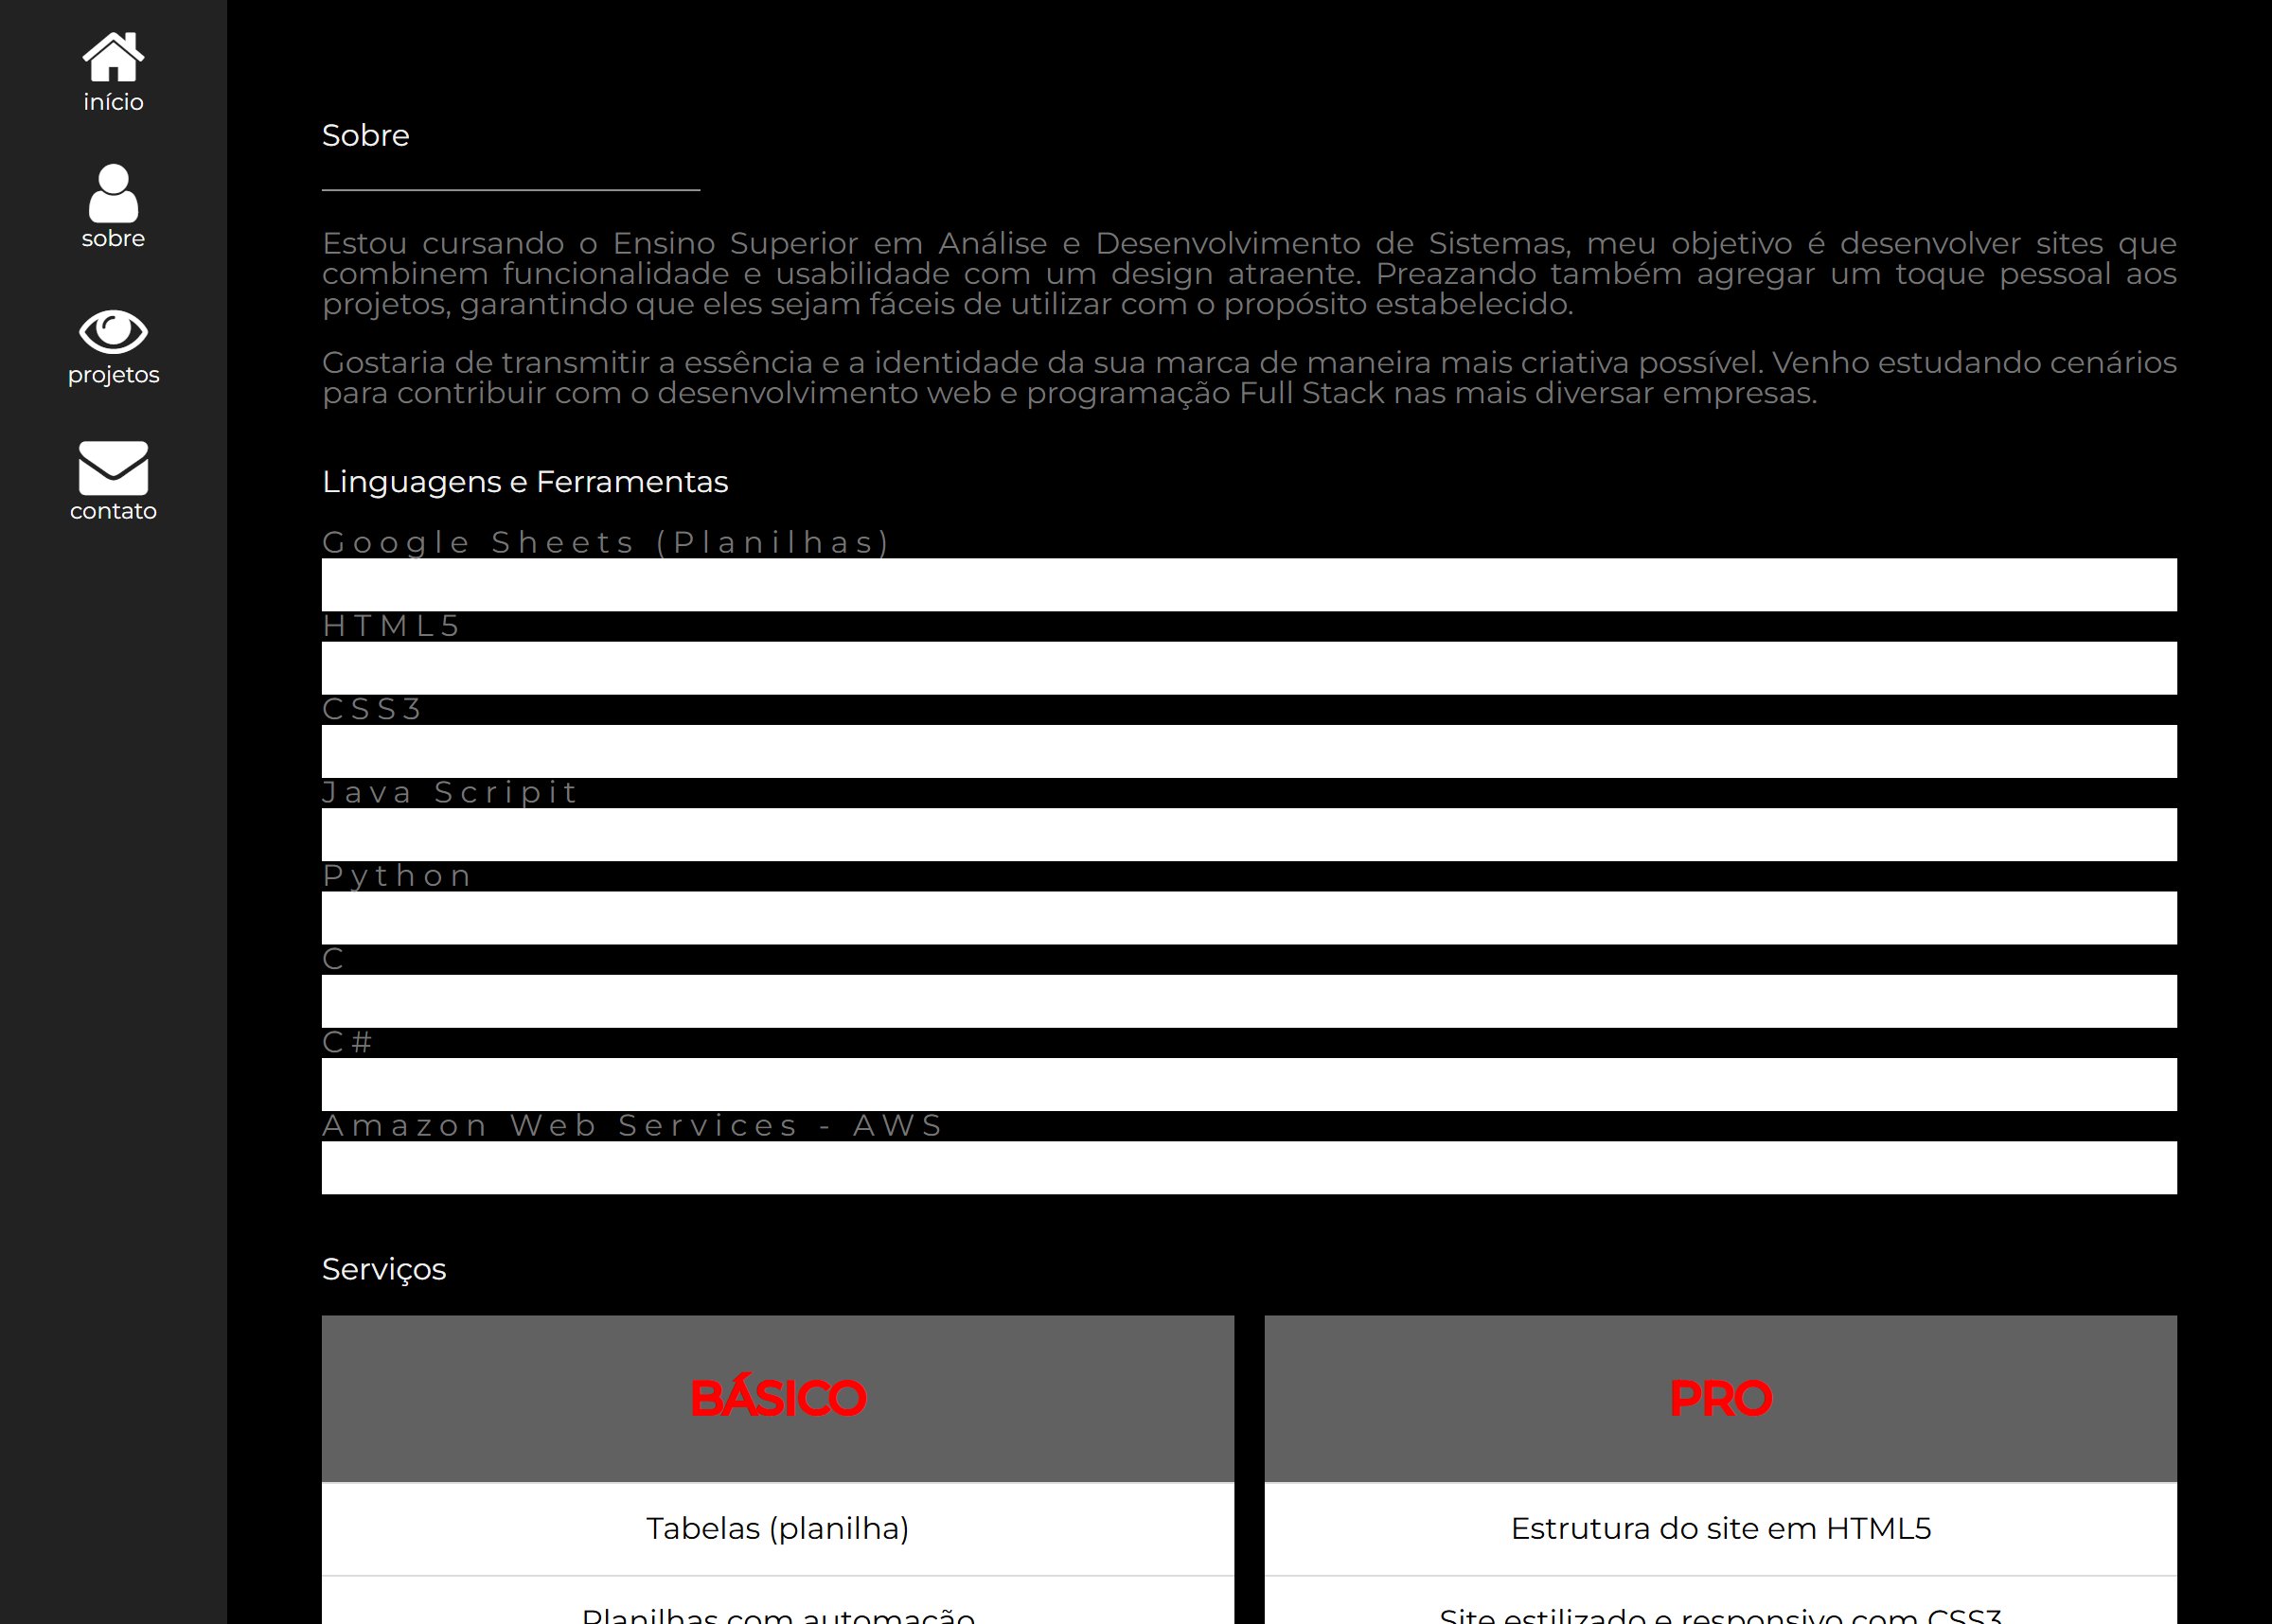 início
sobre
projetos
contato
Sobre
Estou cursando o Ensino Superior em Análise e Desenvolvimento de Sistemas, meu objetivo é desenvolver sites que
combinem funcionalidade e usabilidade com um design atraente. Preazando também agregar um toque pessoal aos
projetos, garantindo que eles sejam fáceis de utilizar com o propósito estabelecido.
Gostaria de transmitir a essência e a identidade da sua marca de maneira mais criativa possível. Venho estudando cenários
para contribuir com o desenvolvimento web e programação Full Stack nas mais diversar empresas.
Linguagens e Ferramentas
Google Sheets (Planilhas)
HTML5
CSS3
Java Scripit
Python
C
C#
Amazon Web Services - AWS
Serviços
BÁSICO
PRO
Tabelas (planilha)
Estrutura do site em HTML5
Planilhas com automação
Site estilizado e responsivo com CSS3